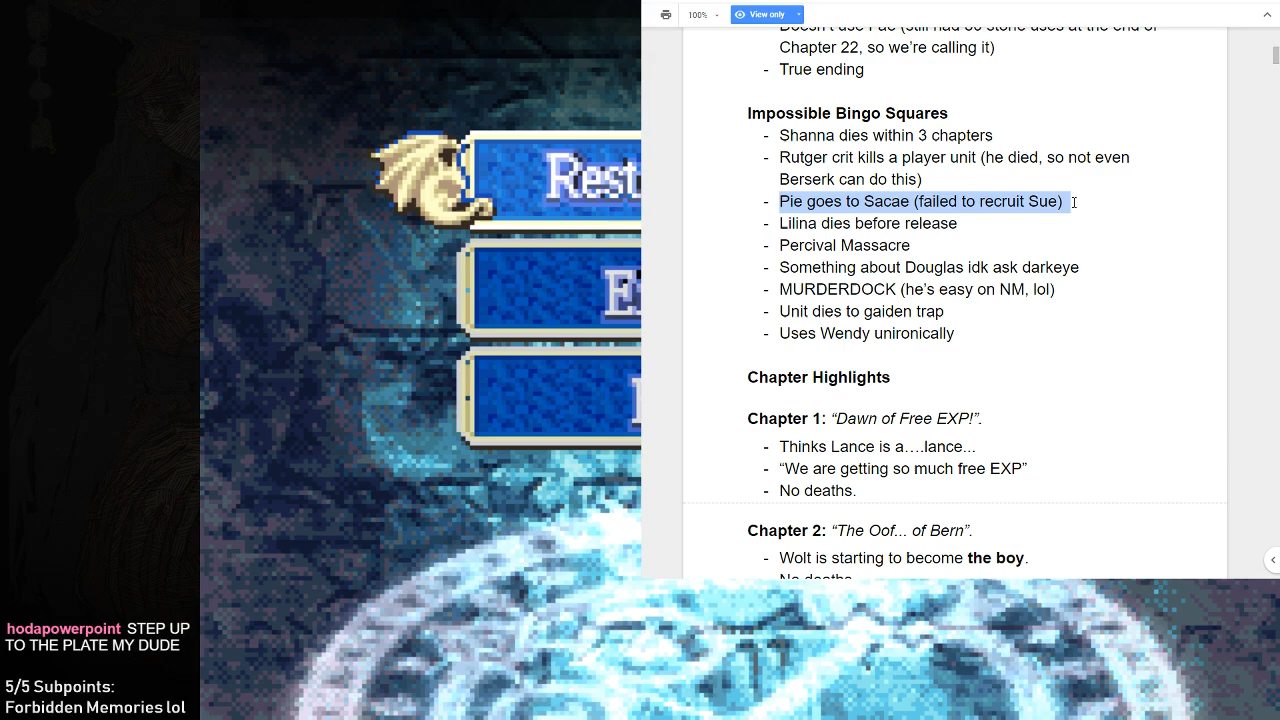 100%
View only
Chapter 22, so we're calling it)
- True ending
Impossible Bingo Squares
- Shanna dies within 3 chapters
- Rutger crit kills a player unit (he died, so not even
Berserk can do this)
- Pie goes to Sacae (failed to recruit Sue)
- Lilina dies before release
- Percival Massacre
- Something about Douglas idk ask darkeye
- MURDERDOCK (he's easy on NM, lol)
- Unit dies to gaiden trap
- Uses Wendy unironically
Chapter Highlights
Chapter 1: “Dawn of Free EXP!”.
- Thinks Lance is a….lance...
- “We are getting so much free EXP”
- No deaths.
Chapter 2: “The Oof... of Bern”.
- Wolt is starting to become the boy.
Rest
hodapowerpoint STEP UP
TO THE PLATE MY DUDE
5/5 Subpoints:
Forbidden Memories lol